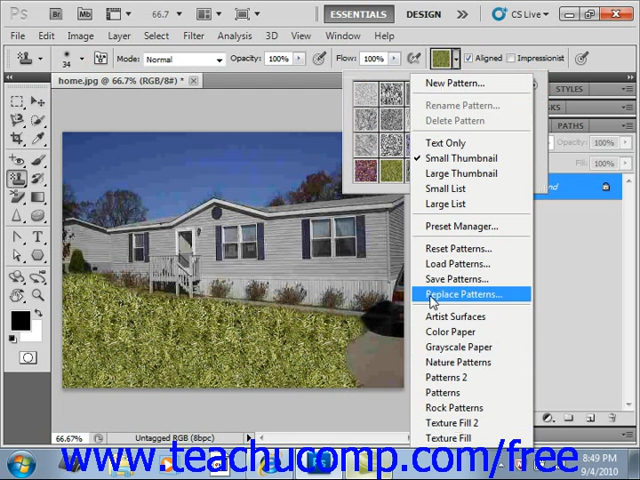 Ps
66.7
ESSENTIALS
DESIGN
CS Live
File Edit Image Layer Select Filter Analysis 3D View Window Help
34
Mode: Normal
Opacity: 100%
Flow: 100%
Aligned
Impressionist
home.jpg @ 66.7% (RGB/8#) *
STYLES
PATHS
Opacity: 100%
Fill: 100%
New Pattern...
Rename Pattern...
Delete Pattern
Text Only
Small Thumbnail
Large Thumbnail
Small List
Large List
Preset Manager...
Reset Patterns...
Load Patterns...
Save Patterns...
Replace Patterns...
Artist Surfaces
Color Paper
Grayscale Paper
Nature Patterns
Patterns 2
Patterns
Rock Patterns
Texture Fill 2
Texture Fill
66.67%
Untagged RGB (8bpc)
www.teachucomp.com/free
8:49 PM
9/4/2010